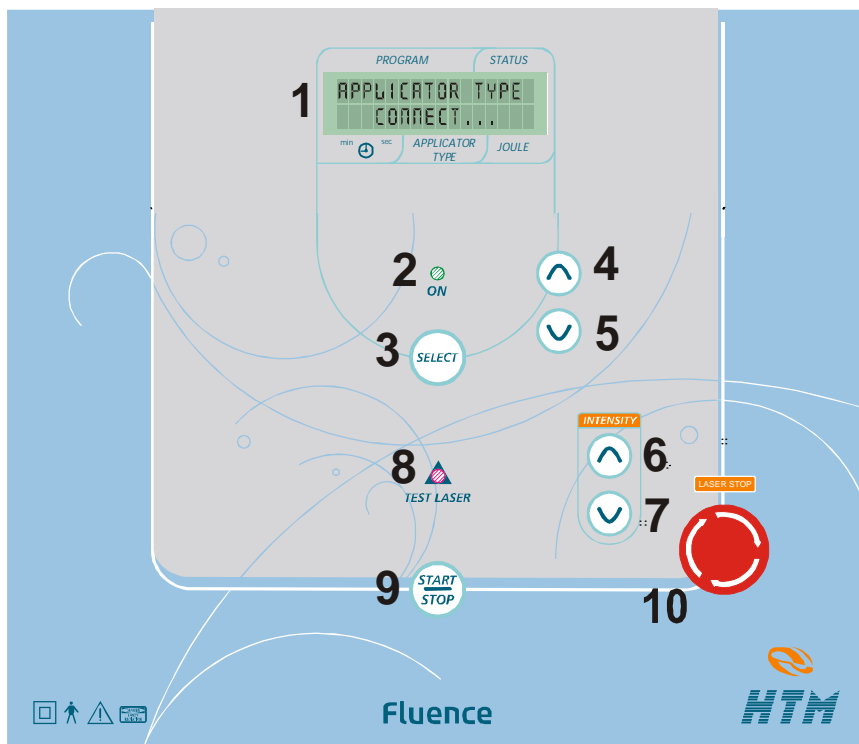 PROGRAM STATUS
1
APPLICATOR TYPE
CONNECT...
min sec
APPLICATOR
TYPE
JOULE
2
ON
4
5
3
SELECT
INTENSITY
6
8
TEST LASER
7
LASER STOP
9
START
STOP
10
Fluence
HTM